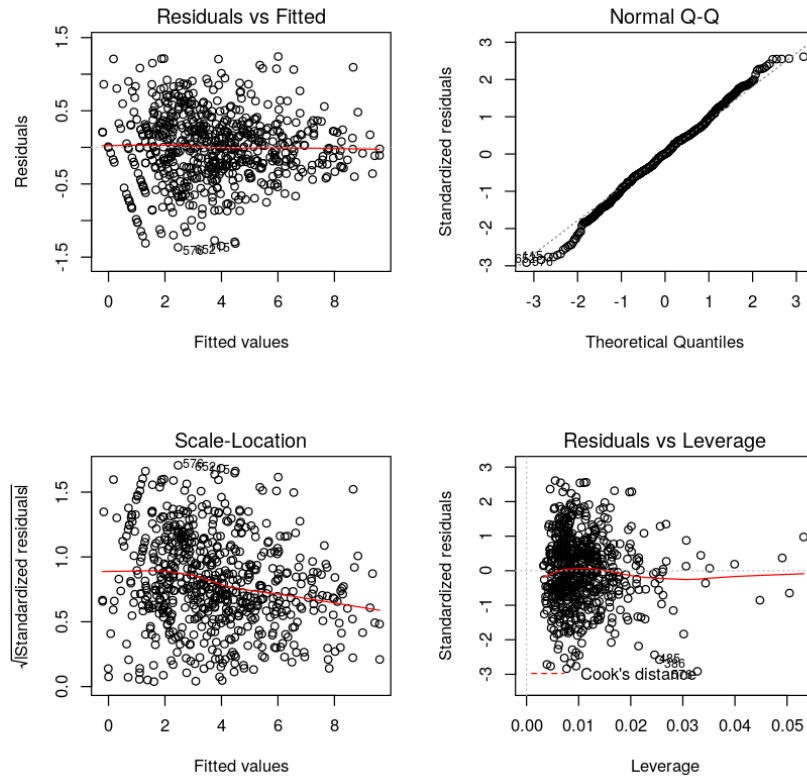 Residuals vs Fitted
1.5
0.5
-0.5
-1.5
Residuals
576
0 2 4 6 8
Fitted values
Normal Q-Q
3
2
1
0
-1
-2
-3
Standardized residuals
-3 -2 -1 0 1 2 3
Theoretical Quantiles
Scale-Location
1.5
1.0
0.5
0.0
√|Standardized residuals|
576
0 2 4 6 8
Fitted values
Residuals vs Leverage
3
2
1
0
-1
-2
-3
Standardized residuals
485
386
Cook's distance
0.00 0.01 0.02 0.03 0.04 0.05
Leverage